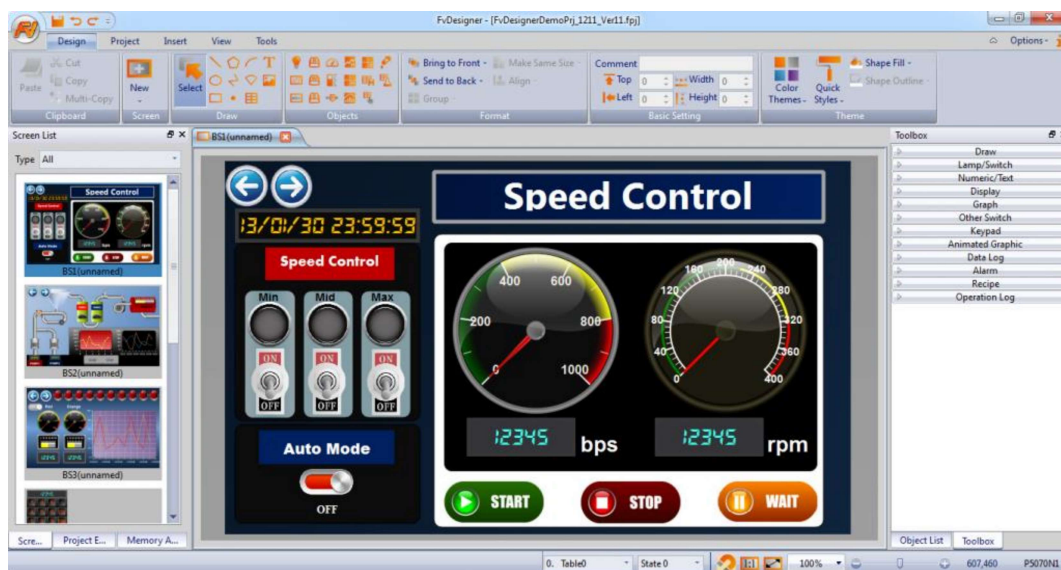 FvDesigner - [FvDesignerDemoPrj_1211_Ver11.fpj]
Design Project Insert View Tools Options
Paste
Cut
Copy
Multi-Copy
Clipboard
New
Screen
Select
Draw
Objects
Bring to Front
Send to Back
Group
Make Same Size
Align
Format
Comment
Top 0 Width 0
Left 0 Height 0
Basic Setting
Color Themes
Quick Styles
Shape Fill
Shape Outline
Theme
Screen List
Type All
BS1(unnamed)
BS2(unnamed)
BS3(unnamed)
Scre... Project E... Memory A...
BS1(unnamed)
Speed Control
13/01/30 23:59:59
Speed Control
Min Mid Max
ON ON ON
OFF OFF OFF
Auto Mode
OFF
0 200 400 600 800 1000
0 40 80 120 160 200 240 280 320 360 400
12345 bps
12345 rpm
START STOP WAIT
Toolbox
Draw
Lamp/Switch
Numeric/Text
Display
Graph
Other Switch
Keypad
Animated Graphic
Data Log
Alarm
Recipe
Operation Log
Object List Toolbox
0. Table0 State 0 1:1 100% 607,460 P5070N1